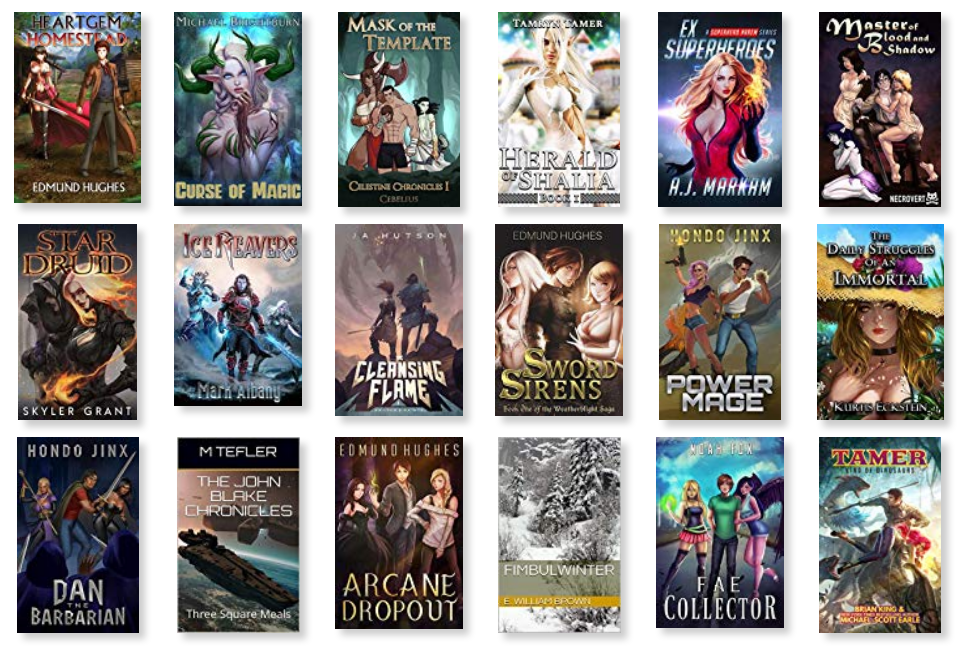 HEARTGEM
HOMESTEAD
EDMUND HUGHES
MICHAEL BRIGHTBURN
CURSE OF MAGIC
MASK OF THE
TEMPLATE
CELESTINE CHRONICLES I
CEBELIUS
TAMRYN TAMER
HERALD
OF SHALIA
BOOK 1
EX A SUPERHERO HAREM SERIES
SUPERHEROES
A.J. MARKAM
Master of
Blood and
Shadow
NECROVERT
STAR
DRUID
SKYLER GRANT
ICE REAVERS
Mark Albany
JA HUTSON
THE
CLEANSING
FLAME
EDMUND HUGHES
SWORD
SIRENS
Book One of the Weatherblight Saga
HONDO JINX
POWER
MAGE
THE
DAILY STRUGGLES
OF AN
IMMORTAL
KURTIS ECKSTEIN
HONDO JINX
DAN
THE
BARBARIAN
M TEFLER
THE JOHN
BLAKE
CHRONICLES
Three Square Meals
EDMUND HUGHES
ARCANE
DROPOUT
FIMBULWINTER
E. WILLIAM BROWN
NOAH FOX
FAE
COLLECTOR
TAMER
KING OF DINOSAURS
BRIAN KING &
MICHAEL-SCOTT EARLE